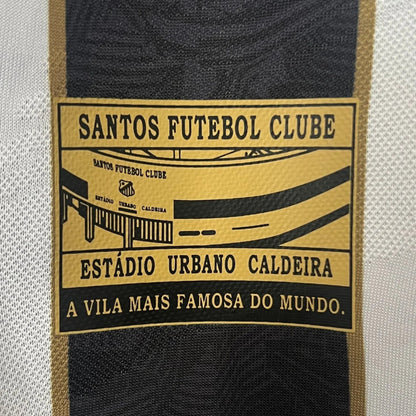 SANTOS FUTEBOL CLUBE
SANTOS FUTEBOL CLUBE
ESTÁDIO URBANO CALDEIRA
ESTÁDIO URBANO CALDEIRA
A VILA MAIS FAMOSA DO MUNDO.